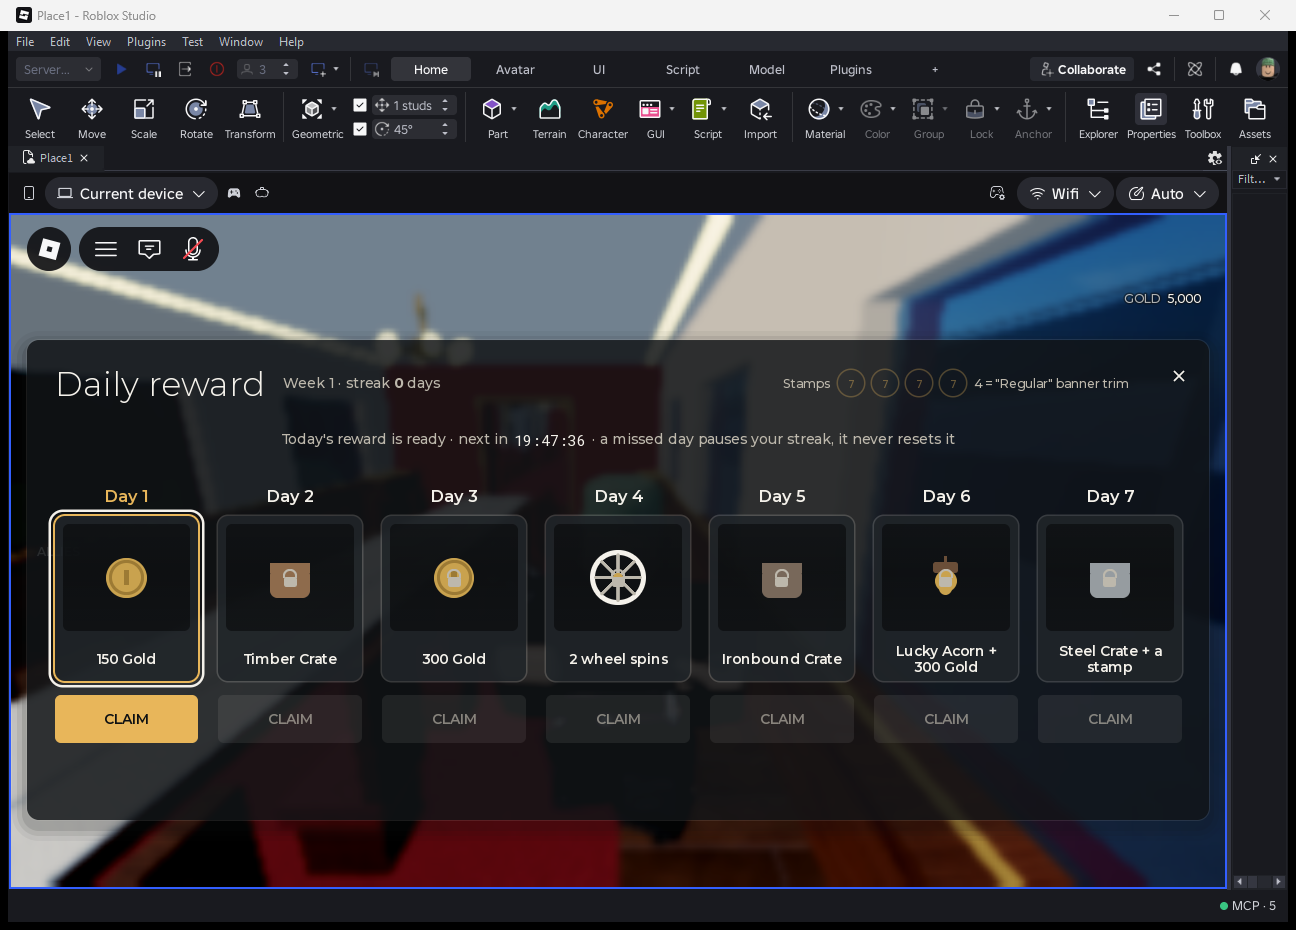 Place1 - Roblox Studio
File Edit View Plugins Test Window Help
Server... 3 Home Avatar UI Script Model Plugins + Collaborate
1 studs
45°
Select Move Scale Rotate Transform Geometric Part Terrain Character GUI Script Import Material Color Group Lock Anchor Explorer Properties Toolbox Assets
Place1
Filt...
Current device Wifi Auto
GOLD 5,000
Daily reward Week 1 · streak 0 days Stamps 7 7 7 7 4 = "Regular" banner trim
Today's reward is ready · next in 19:47:36 · a missed day pauses your streak, it never resets it
Day 1 Day 2 Day 3 Day 4 Day 5 Day 6 Day 7
150 Gold Timber Crate 300 Gold 2 wheel spins Ironbound Crate Lucky Acorn + 300 Gold Steel Crate + a stamp
CLAIM CLAIM CLAIM CLAIM CLAIM CLAIM CLAIM
MCP · 5